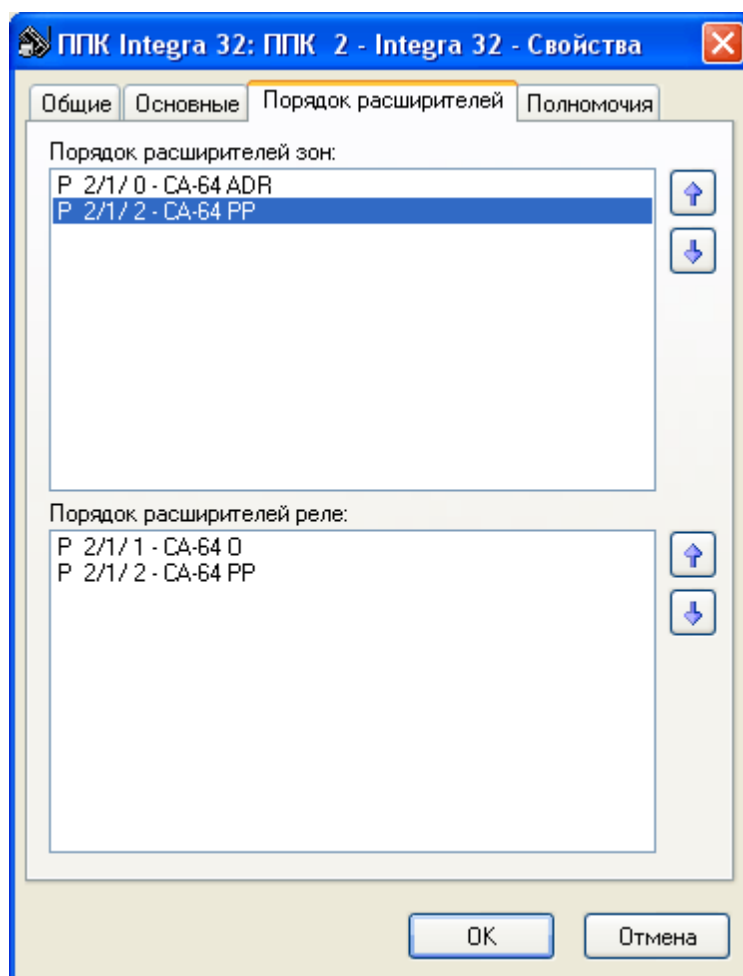 ППК Integra 32: ППК 2 - Integra 32 - Свойства
Общие Основные Порядок расширителей Полномочия
Порядок расширителей зон:
Р 2/1/ 0 - CA-64 ADR
Р 2/1/ 2 - CA-64 PP
Порядок расширителей реле:
Р 2/1/ 1 - CA-64 O
Р 2/1/ 2 - CA-64 PP
OK Отмена